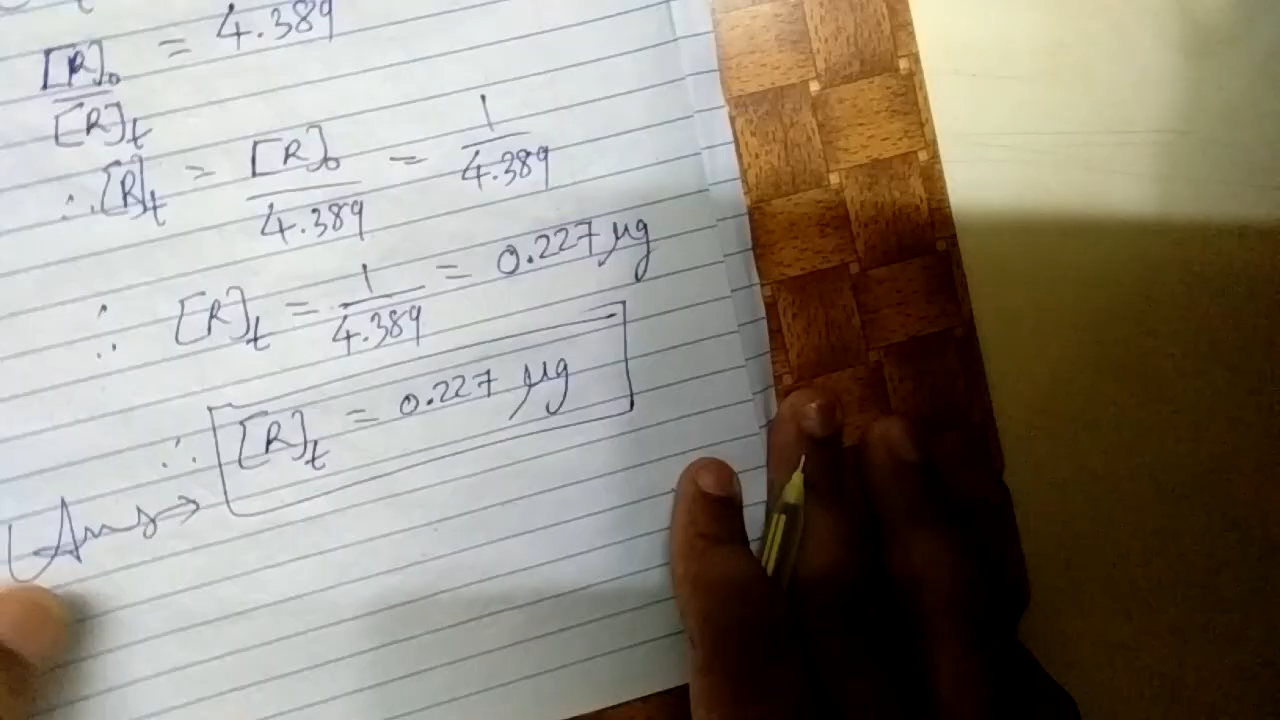 [R]₀ / [R]t = 4.389
∴ [R]t = [R]₀ / 4.389 = 1 / 4.389
∴ [R]t = 1 / 4.389 = 0.227 μg
∴ [R]t = 0.227 μg
Ans →